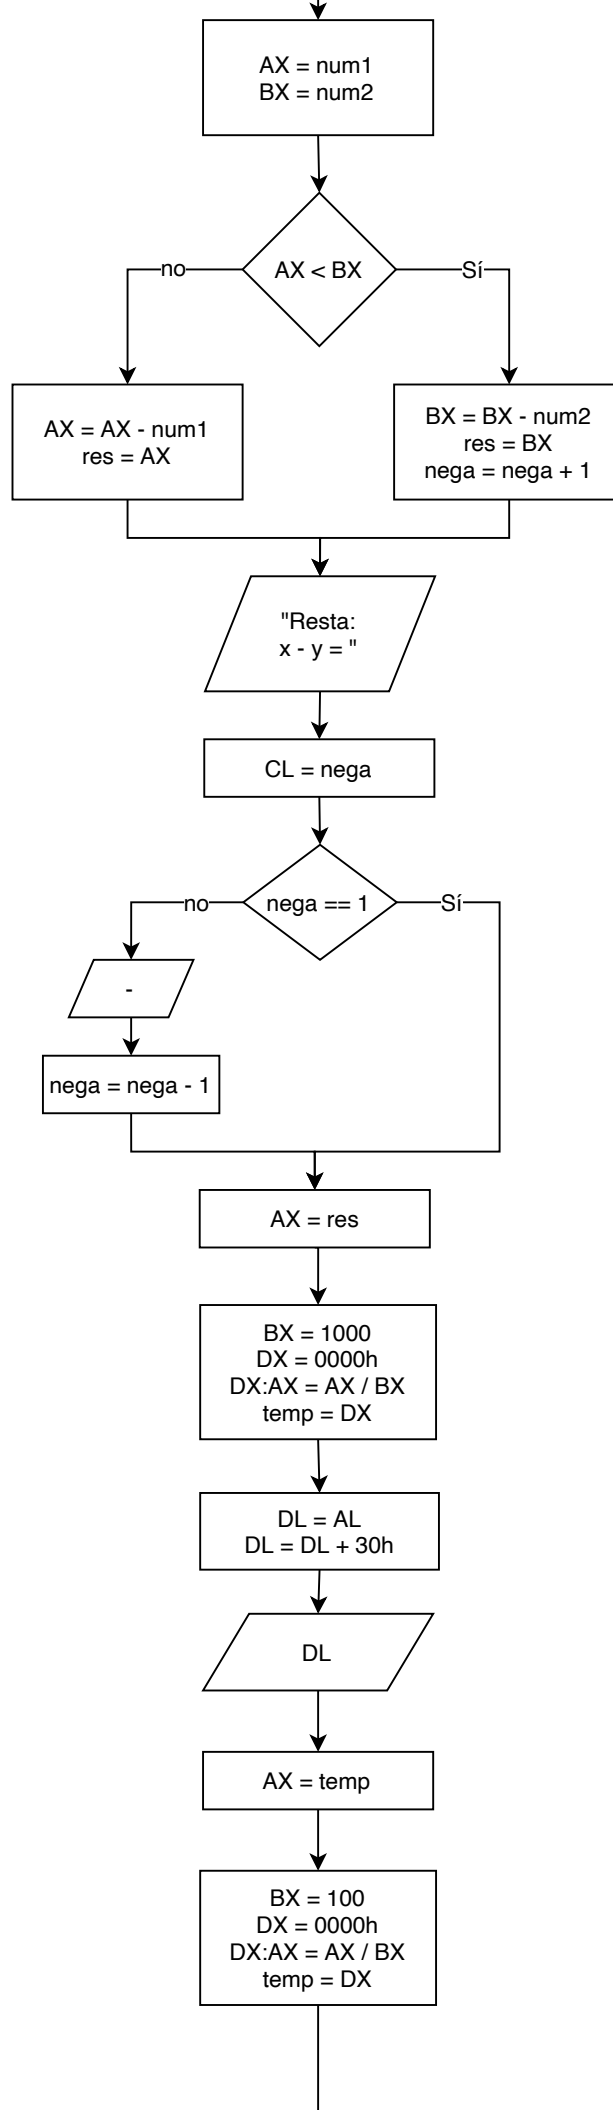 AX = num1
BX = num2
AX < BX
no
Sí
AX = AX - num1
res = AX
BX = BX - num2
res = BX
nega = nega + 1
"Resta:
x - y = "
CL = nega
nega == 1
no
Sí
-
nega = nega - 1
AX = res
BX = 1000
DX = 0000h
DX:AX = AX / BX
temp = DX
DL = AL
DL = DL + 30h
DL
AX = temp
BX = 100
DX = 0000h
DX:AX = AX / BX
temp = DX